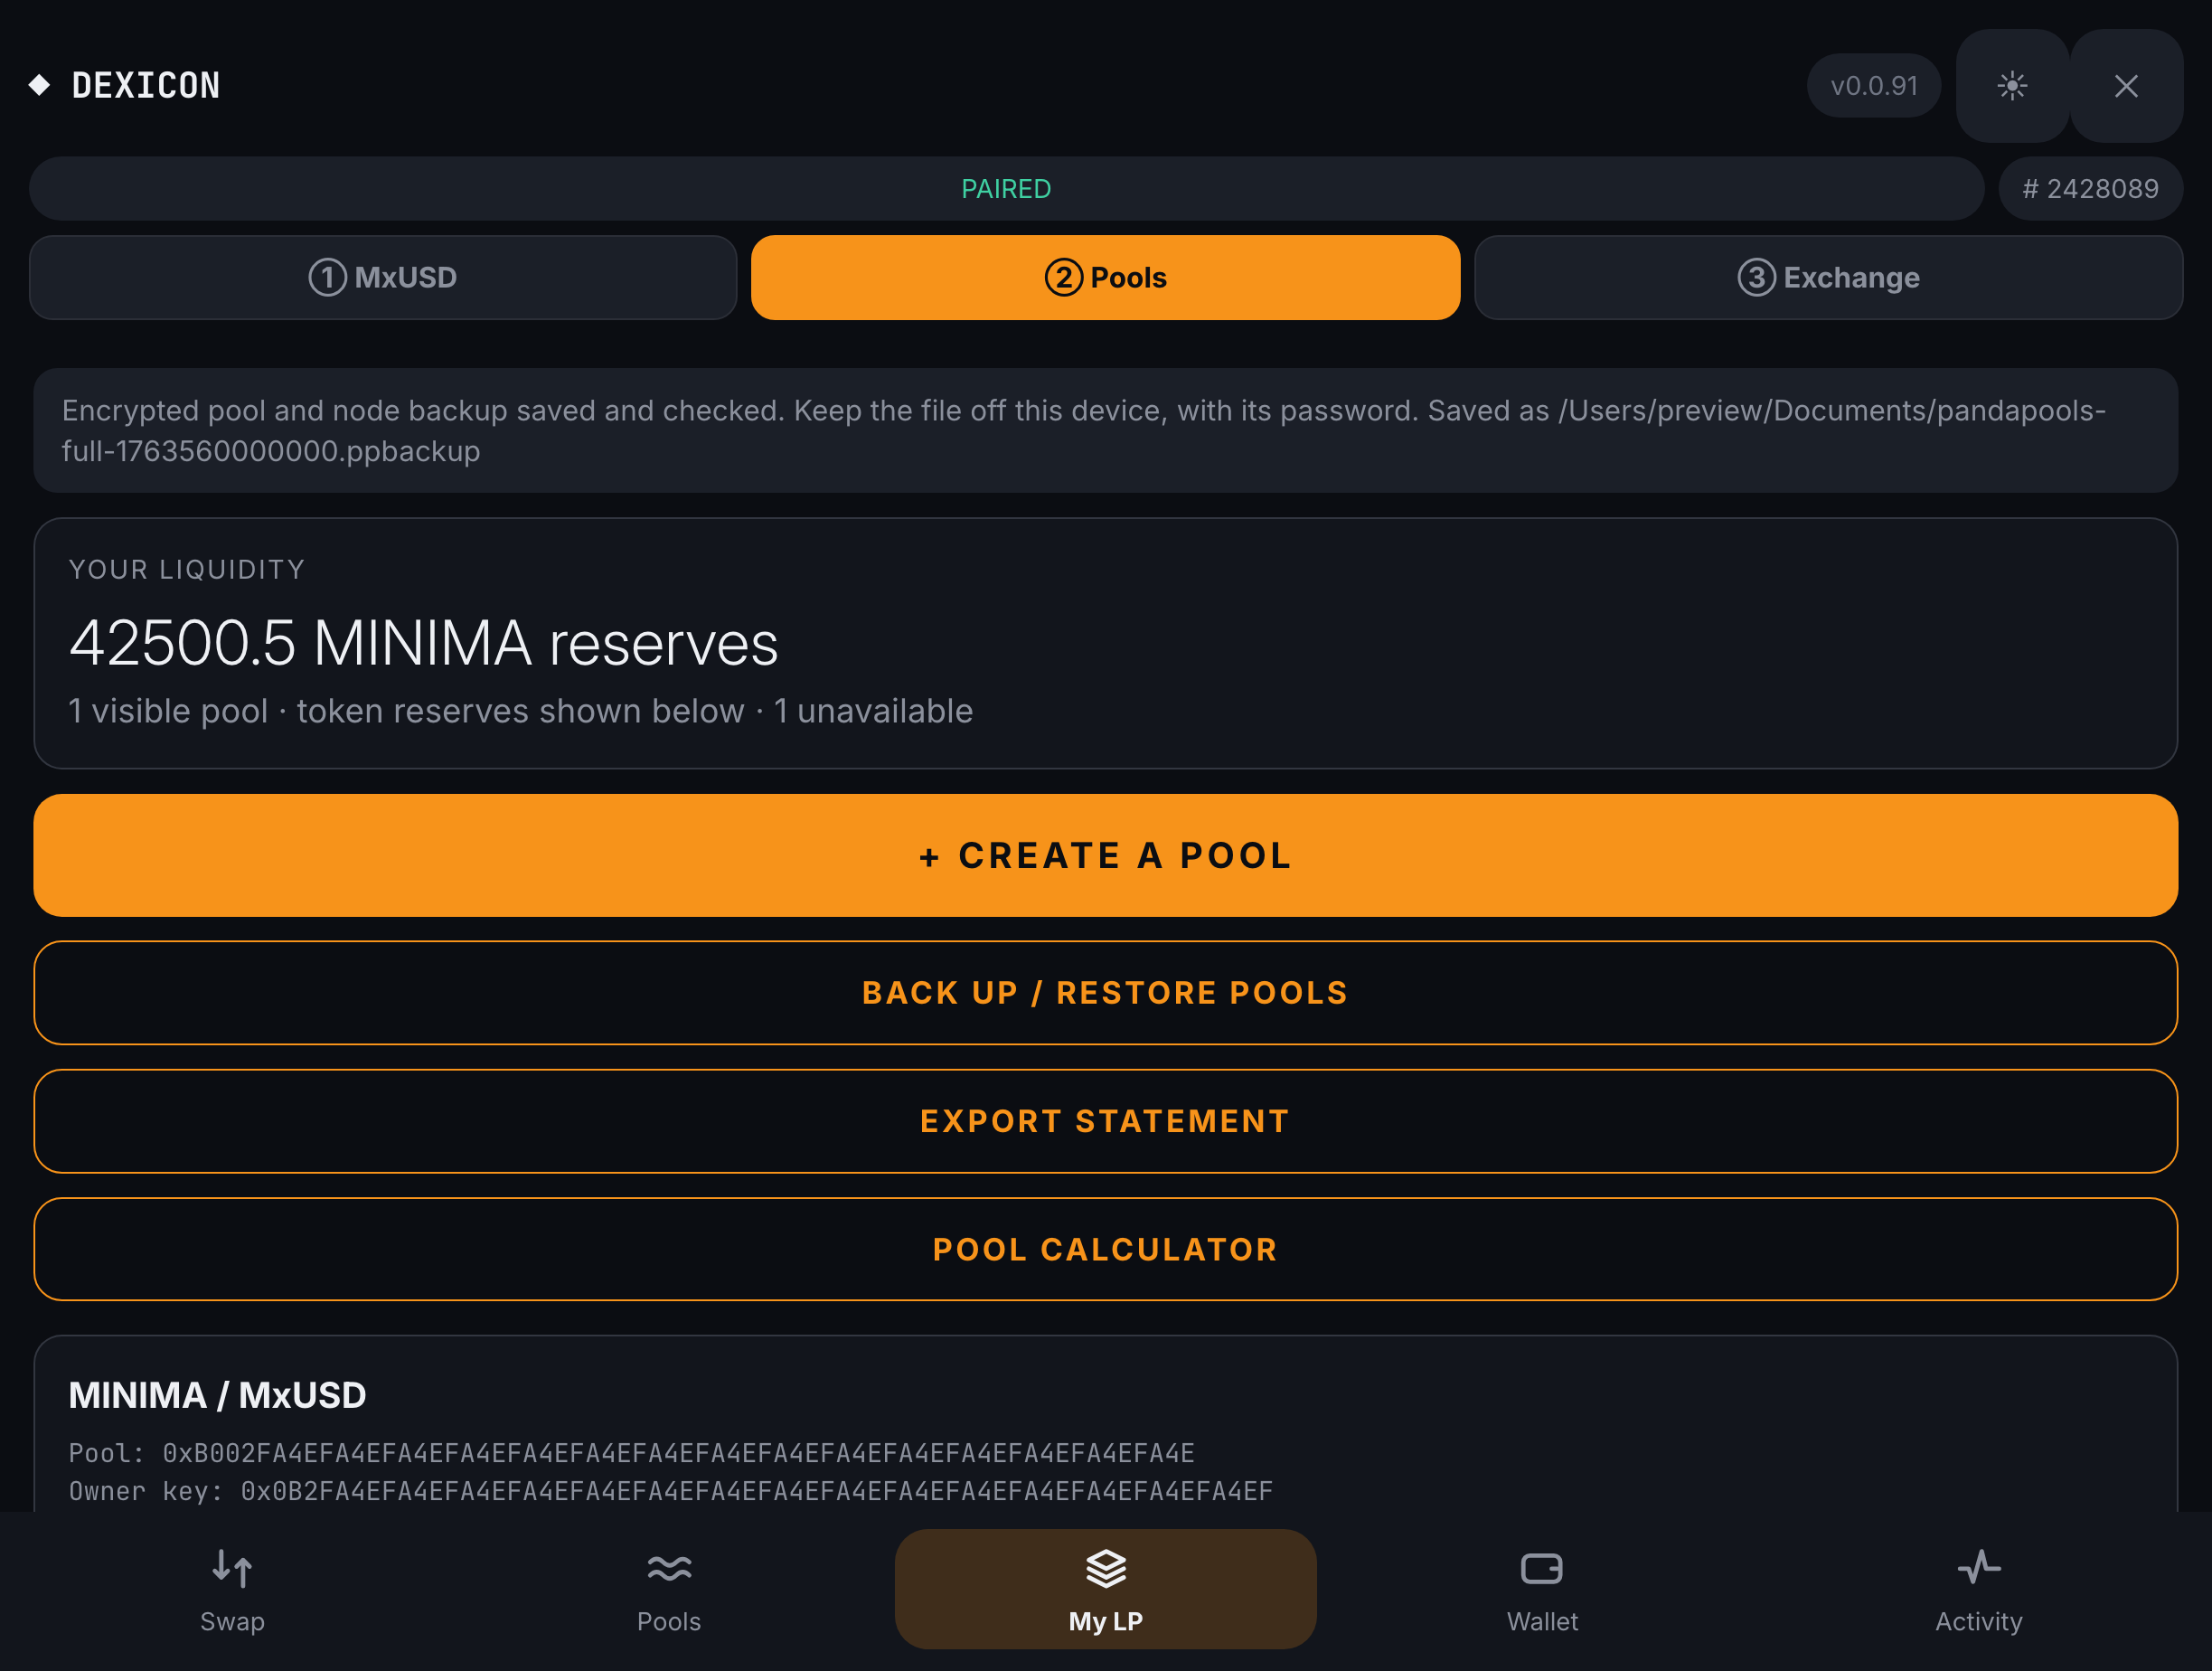 DEXICON
v0.0.91
PAIRED
# 2428089
① MxUSD
② Pools
③ Exchange
Encrypted pool and node backup saved and checked. Keep the file off this device, with its password. Saved as /Users/preview/Documents/pandapools-
full-1763560000000.ppbackup
YOUR LIQUIDITY
42500.5 MINIMA reserves
1 visible pool · token reserves shown below · 1 unavailable
+ CREATE A POOL
BACK UP / RESTORE POOLS
EXPORT STATEMENT
POOL CALCULATOR
MINIMA / MxUSD
Pool: 0xB002FA4EFA4EFA4EFA4EFA4EFA4EFA4EFA4EFA4EFA4EFA4EFA4EFA4EFA4EFA4E
Owner key: 0x0B2FA4EFA4EFA4EFA4EFA4EFA4EFA4EFA4EFA4EFA4EFA4EFA4EFA4EFA4EFA4EF
Swap
Pools
My LP
Wallet
Activity